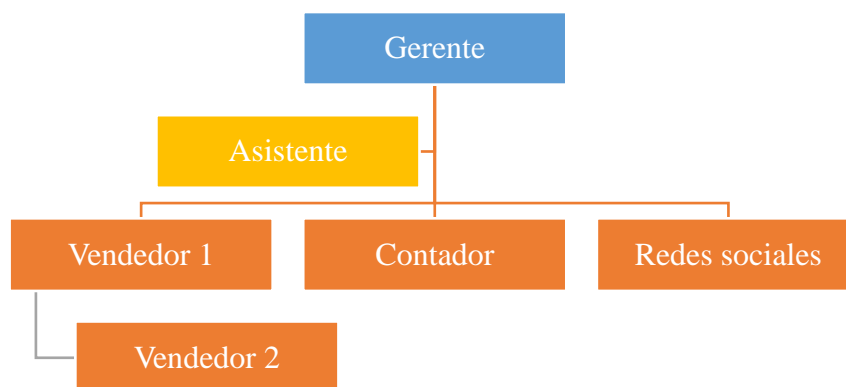 Gerente
Asistente
Vendedor 1
Contador
Redes sociales
Vendedor 2